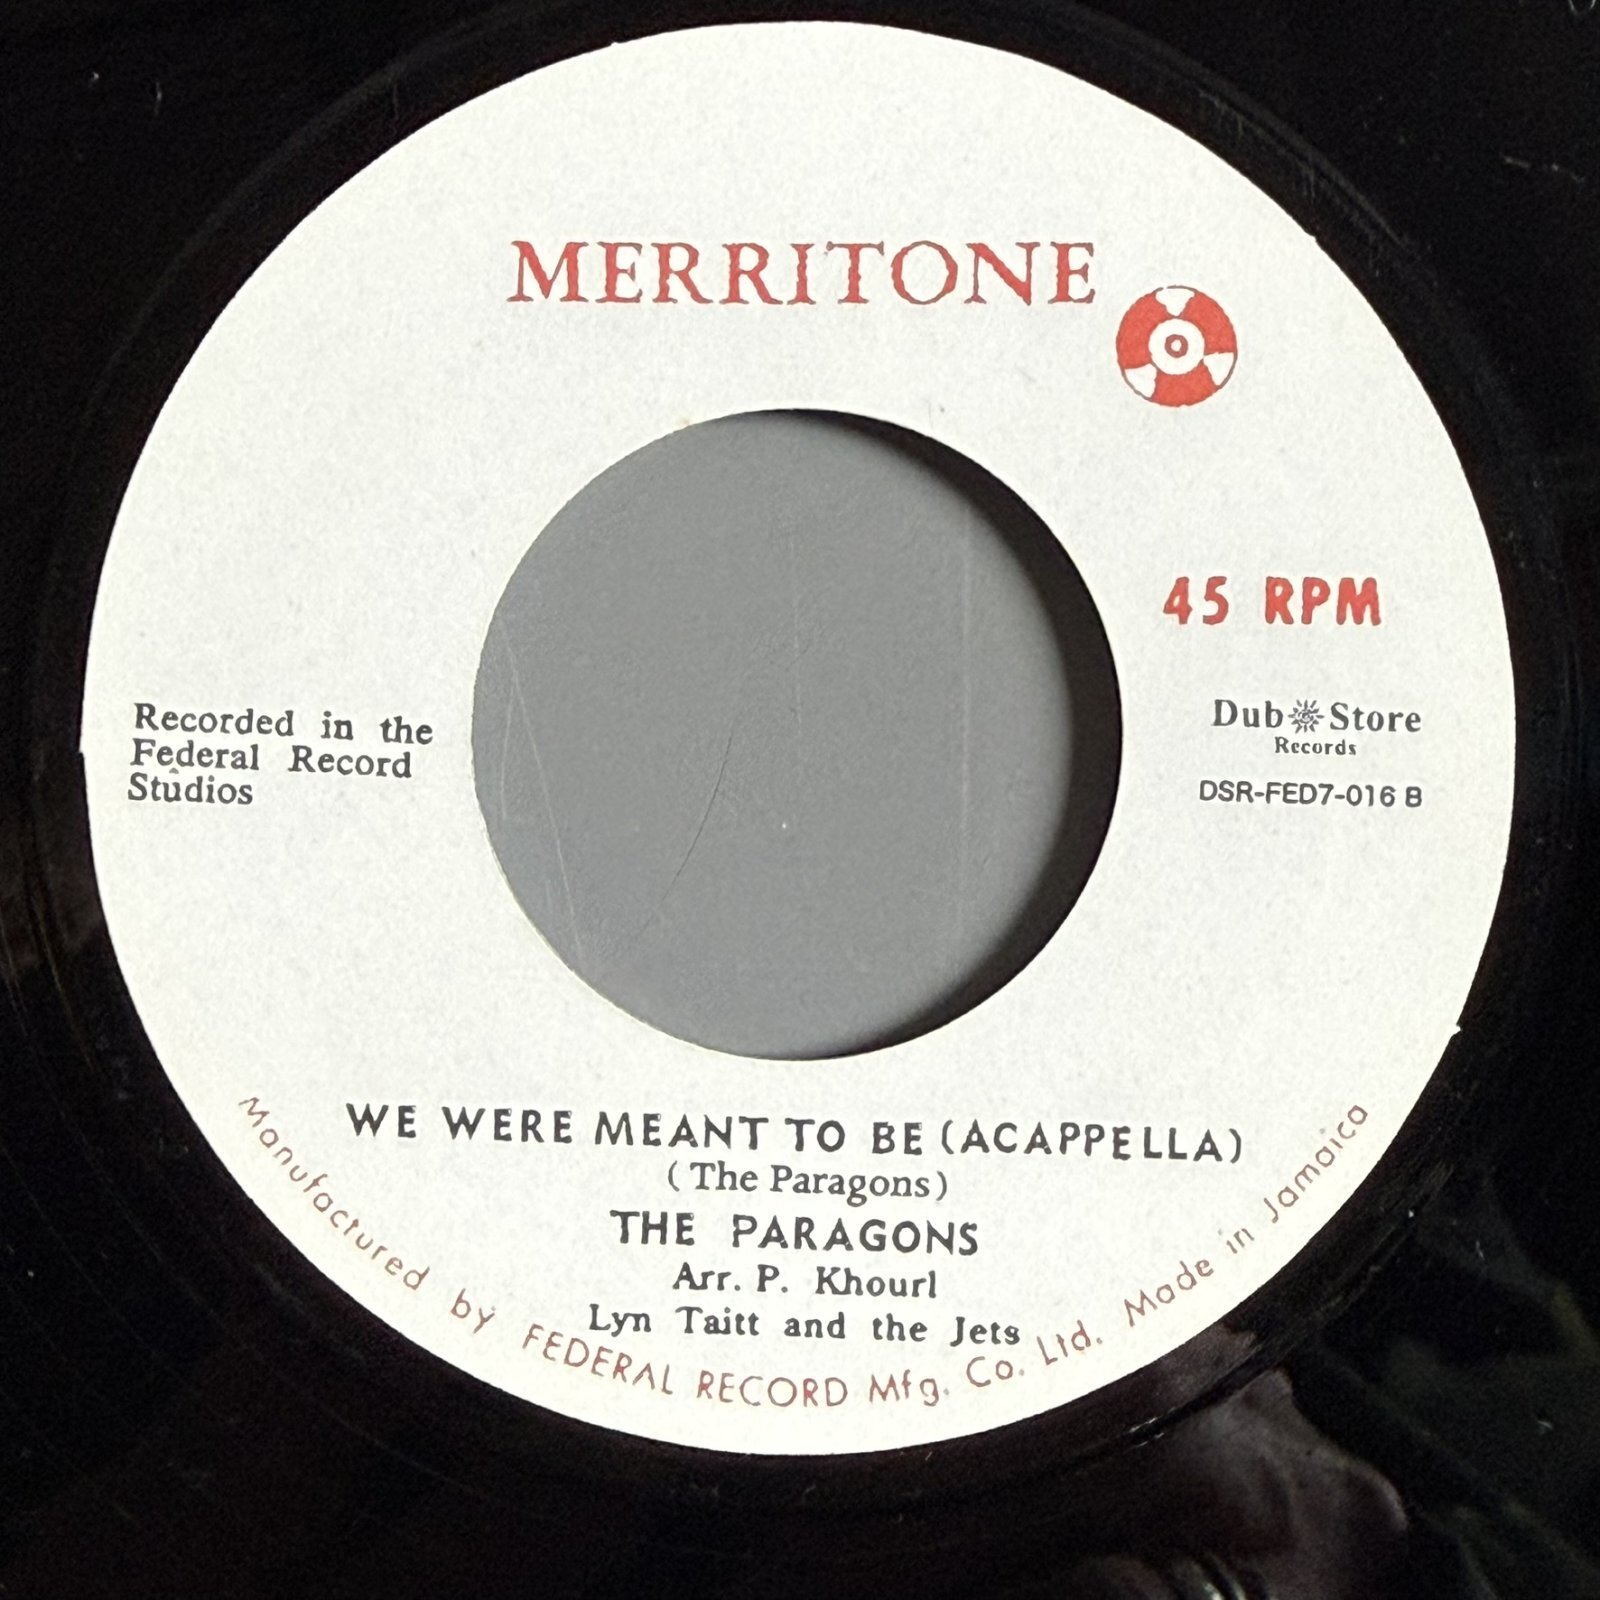 MERRITONE
45 RPM
Recorded in the
Federal Record
Studios
Dub Store
Records
DSR-FED7-016 B
WE WERE MEANT TO BE (ACAPPELLA)
(The Paragons)
THE PARAGONS
Arr. P. Khourl
Lyn Taitt and the Jets
Manufactured by FEDERAL RECORD Mfg. Co. Ltd. Made in Jamaica